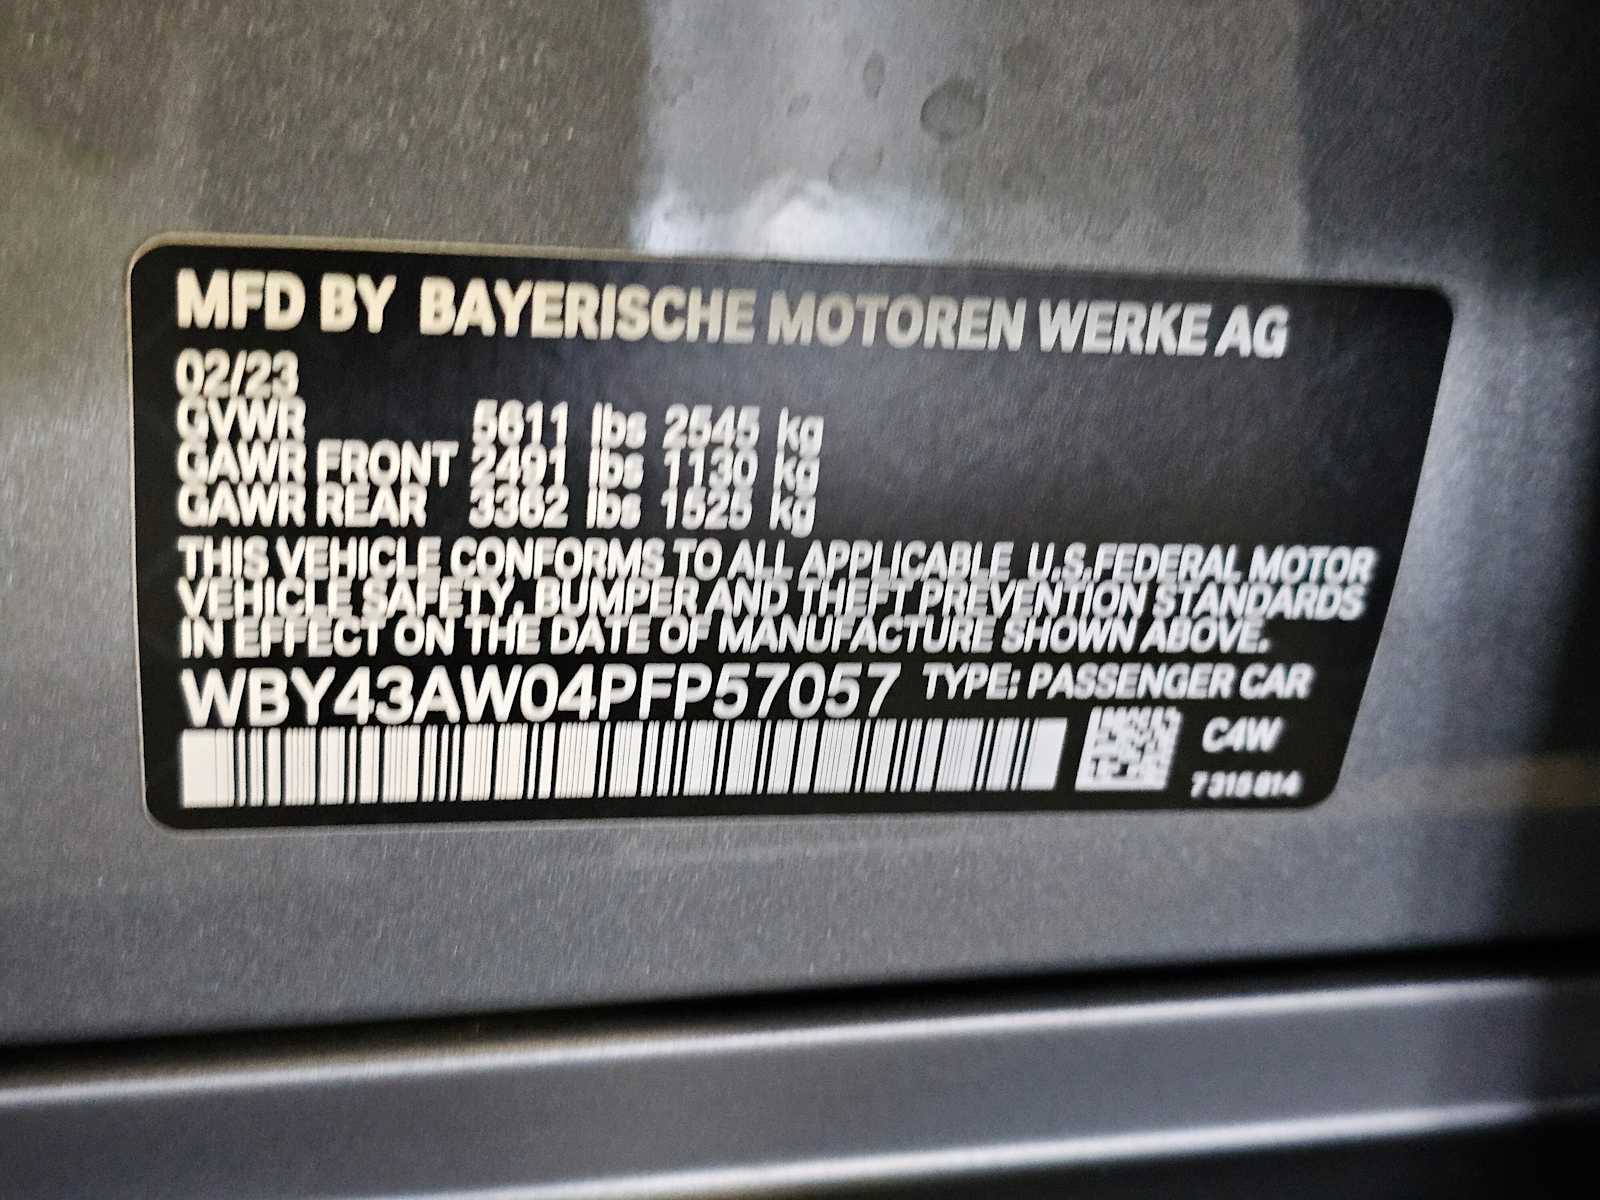 MFD BY BAYERISCHE MOTOREN WERKE AG
02/23
GVWR 5611 lbs 2545 kg
GAWR FRONT 2491 lbs 1130 kg
GAWR REAR 3362 lbs 1525 kg
THIS VEHICLE CONFORMS TO ALL APPLICABLE U.S.FEDERAL MOTOR
VEHICLE SAFETY, BUMPER AND THEFT PREVENTION STANDARDS
IN EFFECT ON THE DATE OF MANUFACTURE SHOWN ABOVE.
WBY43AW04PFP57057 TYPE: PASSENGER CAR
C4W